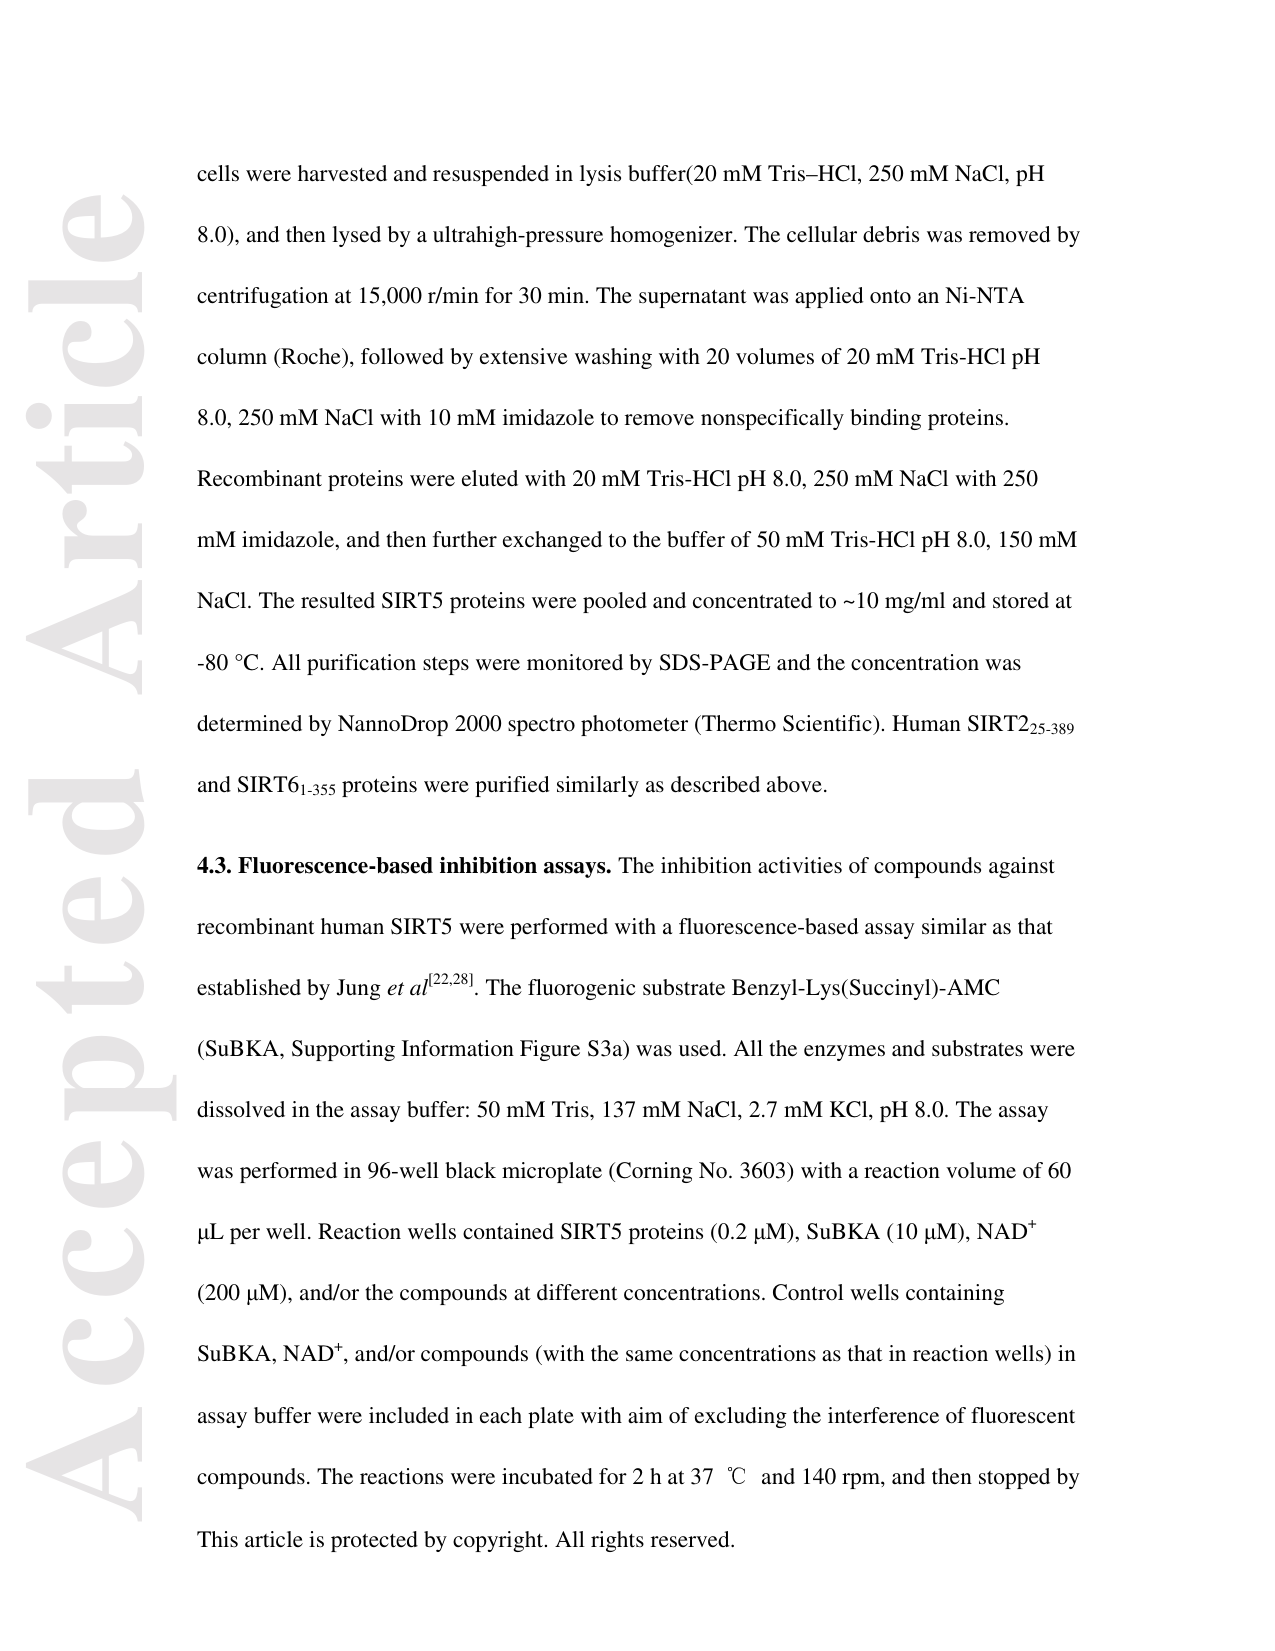 cells were harvested and resuspended in lysis buffer(20 mM Tris–HCl, 250 mM NaCl, pH
8.0), and then lysed by a ultrahigh-pressure homogenizer. The cellular debris was removed by
centrifugation at 15,000 r/min for 30 min. The supernatant was applied onto an Ni-NTA
column (Roche), followed by extensive washing with 20 volumes of 20 mM Tris-HCl pH
8.0, 250 mM NaCl with 10 mM imidazole to remove nonspecifically binding proteins.
Recombinant proteins were eluted with 20 mM Tris-HCl pH 8.0, 250 mM NaCl with 250
mM imidazole, and then further exchanged to the buffer of 50 mM Tris-HCl pH 8.0, 150 mM
NaCl. The resulted SIRT5 proteins were pooled and concentrated to ~10 mg/ml and stored at
-80 °C. All purification steps were monitored by SDS-PAGE and the concentration was
determined by NannoDrop 2000 spectro photometer (Thermo Scientific). Human SIRT2₂₅₋₃₈₉
and SIRT6₁₋₃₅₅ proteins were purified similarly as described above.
4.3. Fluorescence-based inhibition assays. The inhibition activities of compounds against
recombinant human SIRT5 were performed with a fluorescence-based assay similar as that
established by Jung et al[22,28]. The fluorogenic substrate Benzyl-Lys(Succinyl)-AMC
(SuBKA, Supporting Information Figure S3a) was used. All the enzymes and substrates were
dissolved in the assay buffer: 50 mM Tris, 137 mM NaCl, 2.7 mM KCl, pH 8.0. The assay
was performed in 96-well black microplate (Corning No. 3603) with a reaction volume of 60
μL per well. Reaction wells contained SIRT5 proteins (0.2 μM), SuBKA (10 μM), NAD⁺
(200 μM), and/or the compounds at different concentrations. Control wells containing
SuBKA, NAD⁺, and/or compounds (with the same concentrations as that in reaction wells) in
assay buffer were included in each plate with aim of excluding the interference of fluorescent
compounds. The reactions were incubated for 2 h at 37 ℃ and 140 rpm, and then stopped by
This article is protected by copyright. All rights reserved.
Accepted Article